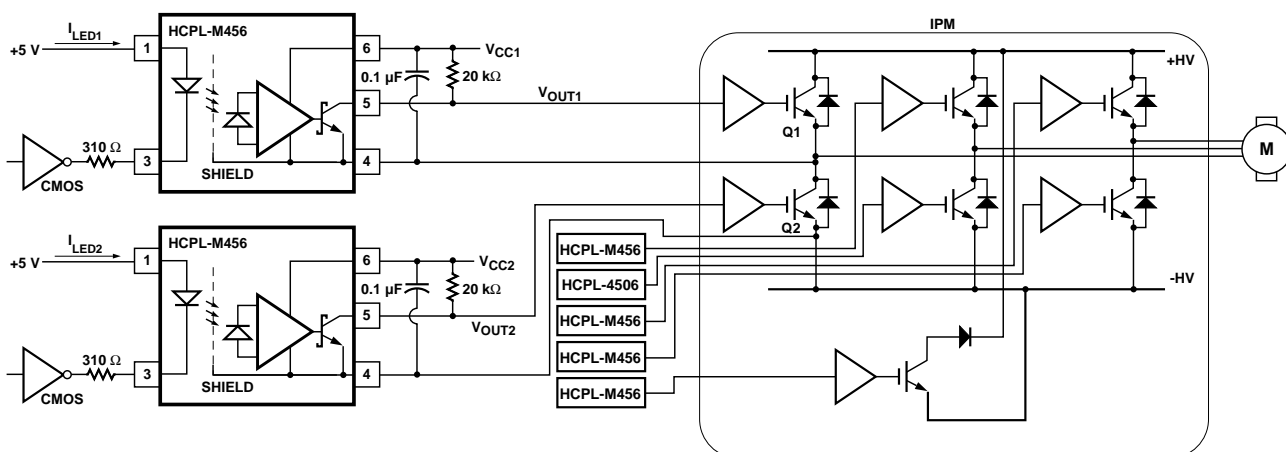 HCPL-M456
I LED1
+5 V
1
6
VCC1
0.1 µF
20 kΩ
5
VOUT1
310 Ω
3
4
CMOS
SHIELD
HCPL-M456
I LED2
+5 V
1
6
VCC2
0.1 µF
20 kΩ
5
VOUT2
310 Ω
3
4
CMOS
SHIELD
IPM
+HV
Q1
M
Q2
HCPL-M456
HCPL-4506
HCPL-M456
HCPL-M456
HCPL-M456
-HV